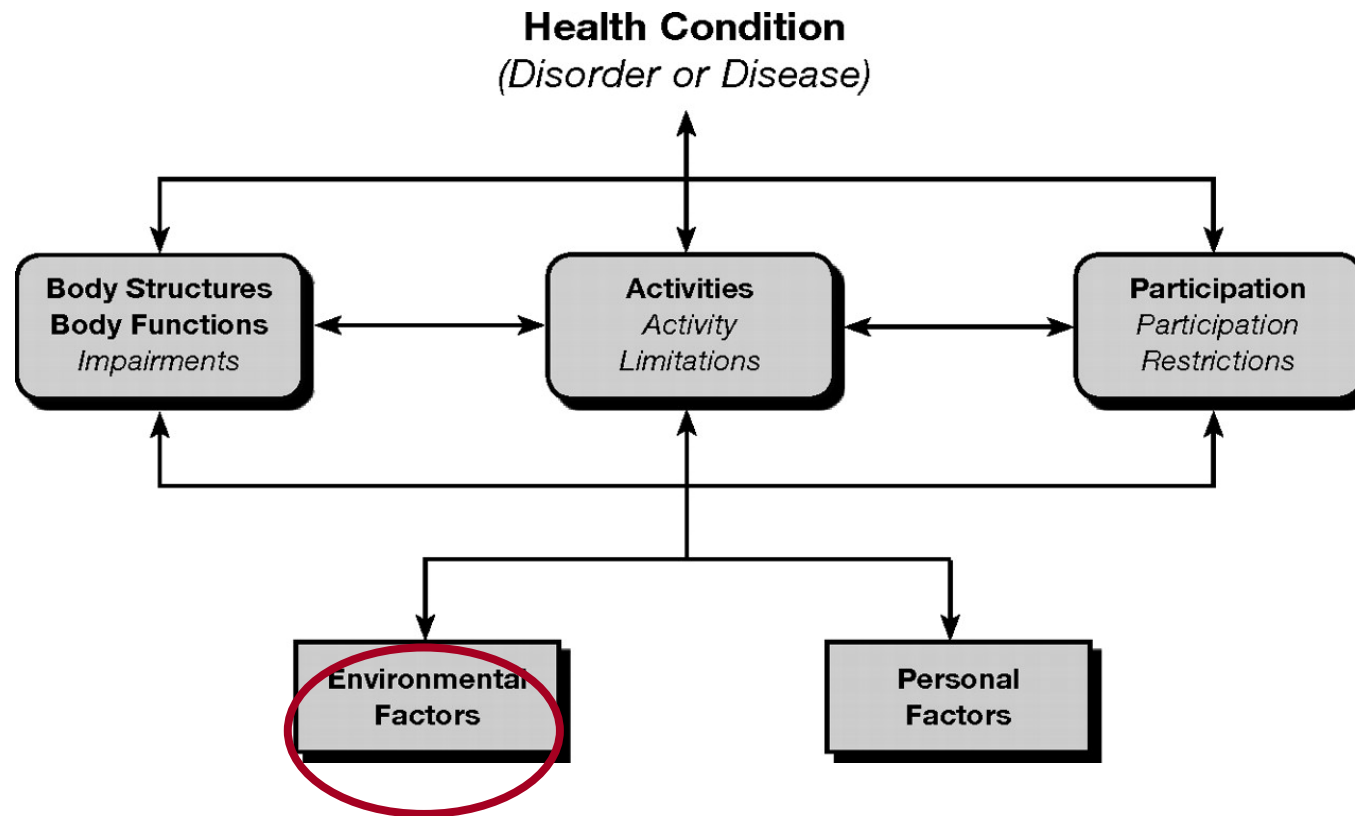 Health Condition
(Disorder or Disease)
Body Structures
Body Functions
Impairments
Activities
Activity
Limitations
Participation
Participation
Restrictions
Environmental
Factors
Personal
Factors